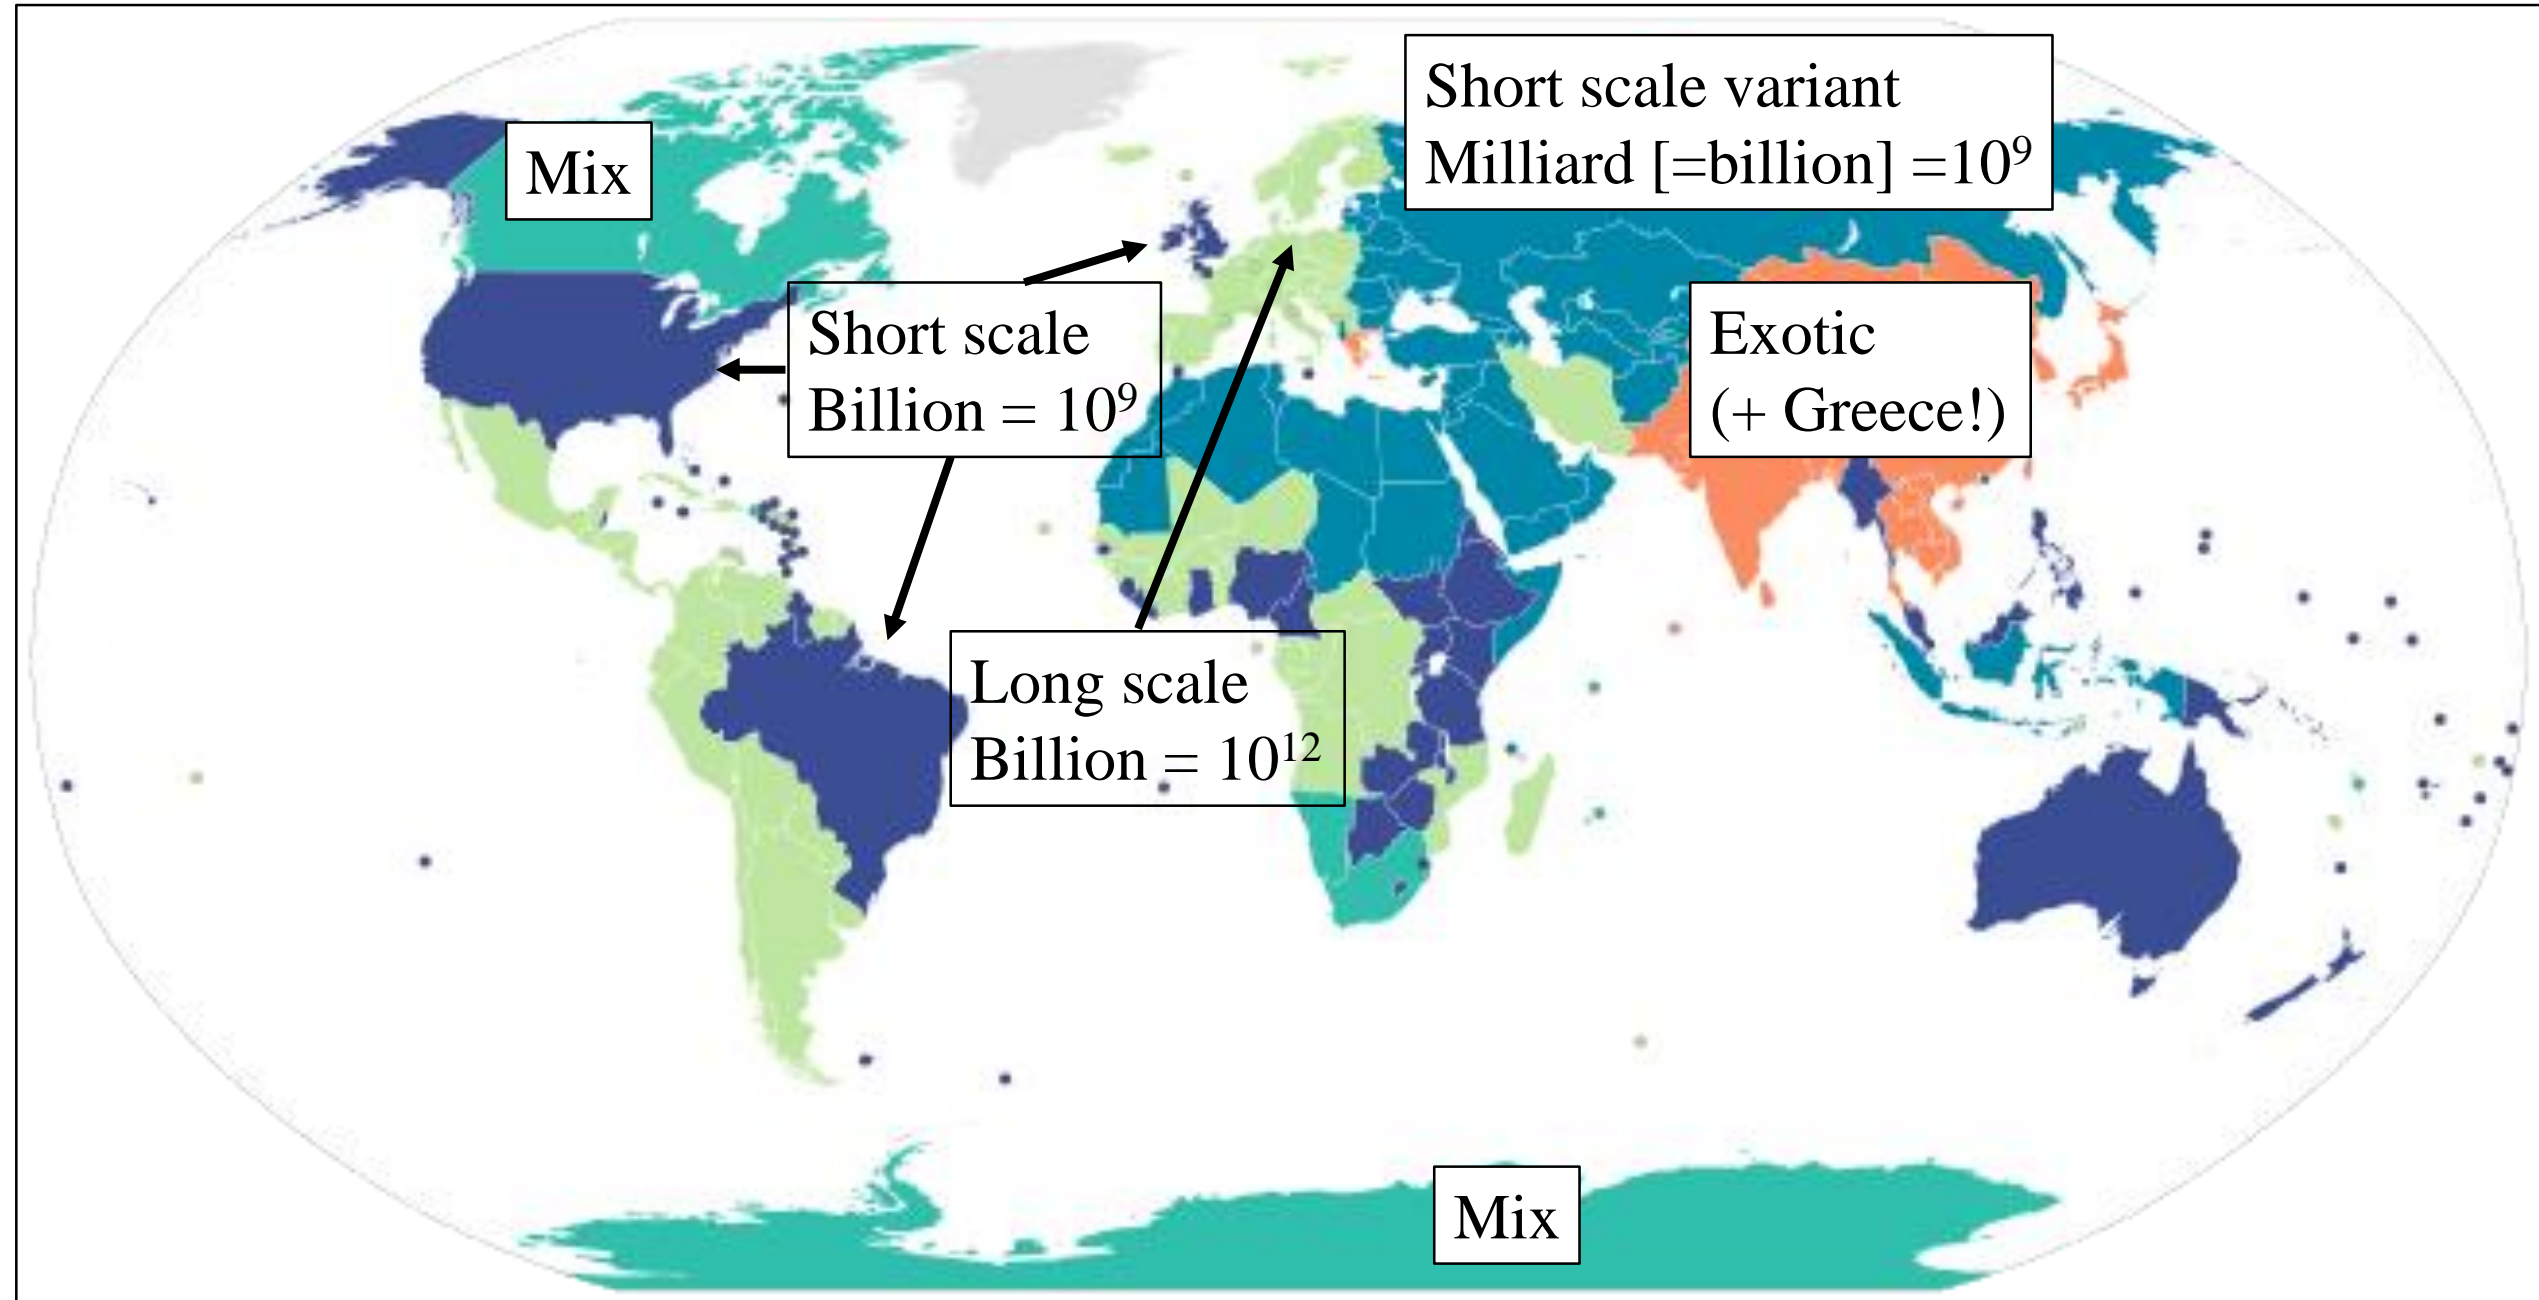 Short scale variant
Milliard [=billion] =10⁹
Mix
Short scale
Billion = 10⁹
Exotic
(+ Greece!)
Long scale
Billion = 10¹²
Mix